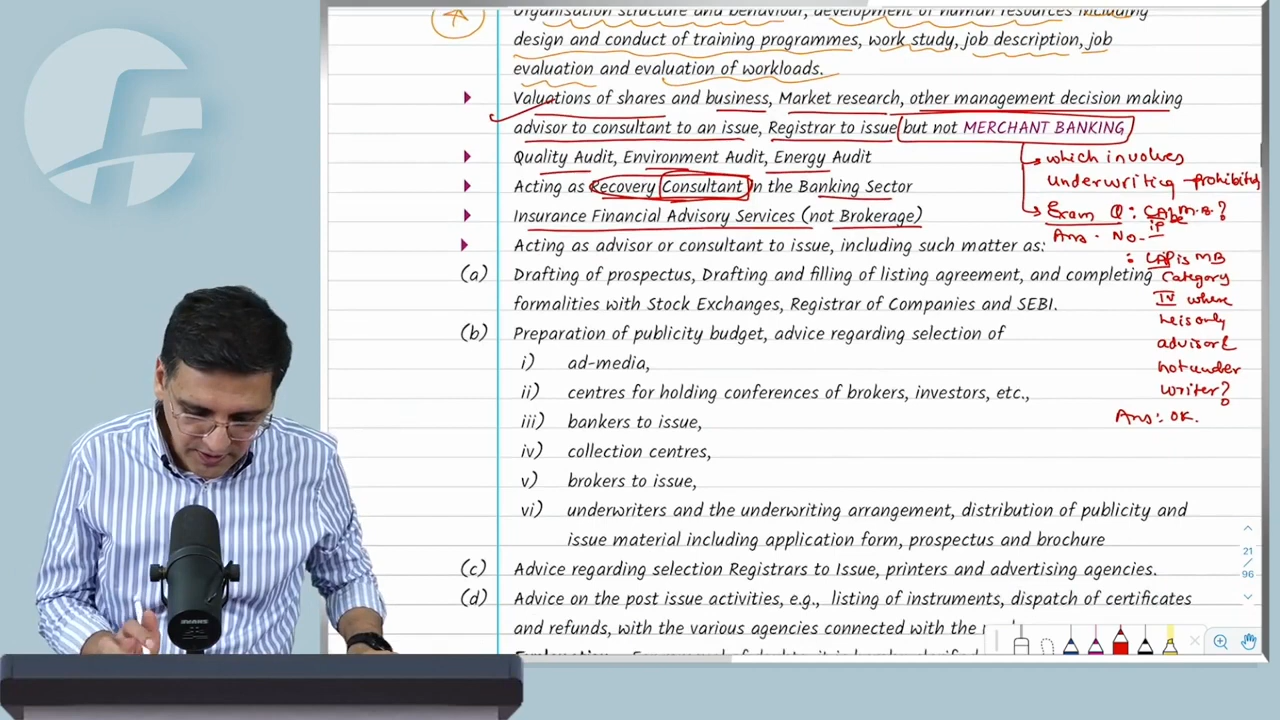 Organisation structure and behaviour, development of human resources including
design and conduct of training programmes, work study, job description, job
evaluation and evaluation of workloads.
Valuations of shares and business, Market research, other management decision making
advisor to consultant to an issue, Registrar to issue but not MERCHANT BANKING
Quality Audit, Environment Audit, Energy Audit
Acting as Recovery Consultant in the Banking Sector
Insurance Financial Advisory Services (not Brokerage)
Acting as advisor or consultant to issue, including such matter as:
(a) Drafting of prospectus, Drafting and filling of listing agreement, and completing
formalities with Stock Exchanges, Registrar of Companies and SEBI.
(b) Preparation of publicity budget, advice regarding selection of
i) ad-media,
ii) centres for holding conferences of brokers, investors, etc.,
iii) bankers to issue,
iv) collection centres,
v) brokers to issue,
vi) underwriters and the underwriting arrangement, distribution of publicity and
issue material including application form, prospectus and brochure
(c) Advice regarding selection Registrars to Issue, printers and advertising agencies.
(d) Advice on the post issue activities, e.g., listing of instruments, dispatch of certificates
and refunds, with the various agencies connected with the
which involves
underwriting
Exam Q: M.B.?
Ans. No.
if
is MB
Category
IV where
he is only
advisor &
not under
writer?
Ans: OK.
21
/
96